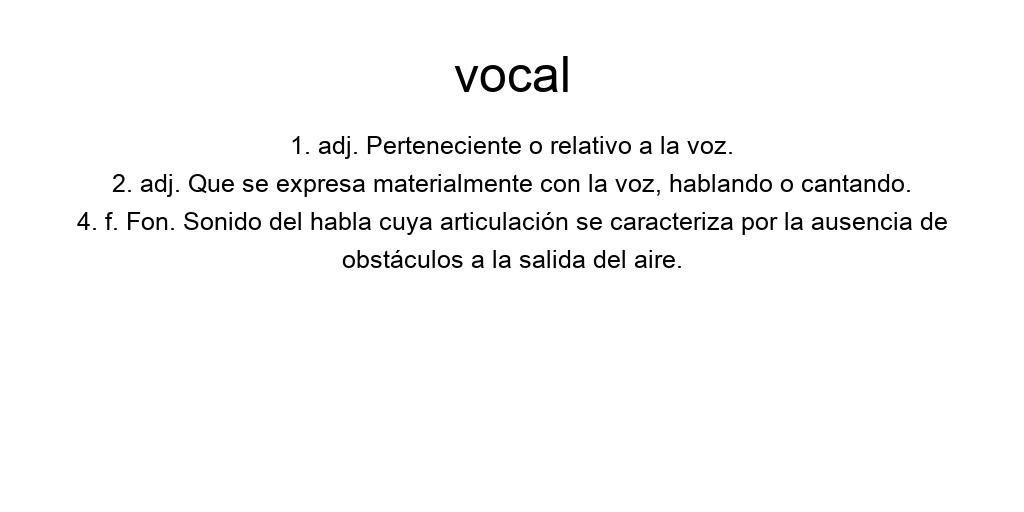 vocal
1. adj. Perteneciente o relativo a la voz.
2. adj. Que se expresa materialmente con la voz, hablando o cantando.
4. f. Fon. Sonido del habla cuya articulación se caracteriza por la ausencia de
obstáculos a la salida del aire.